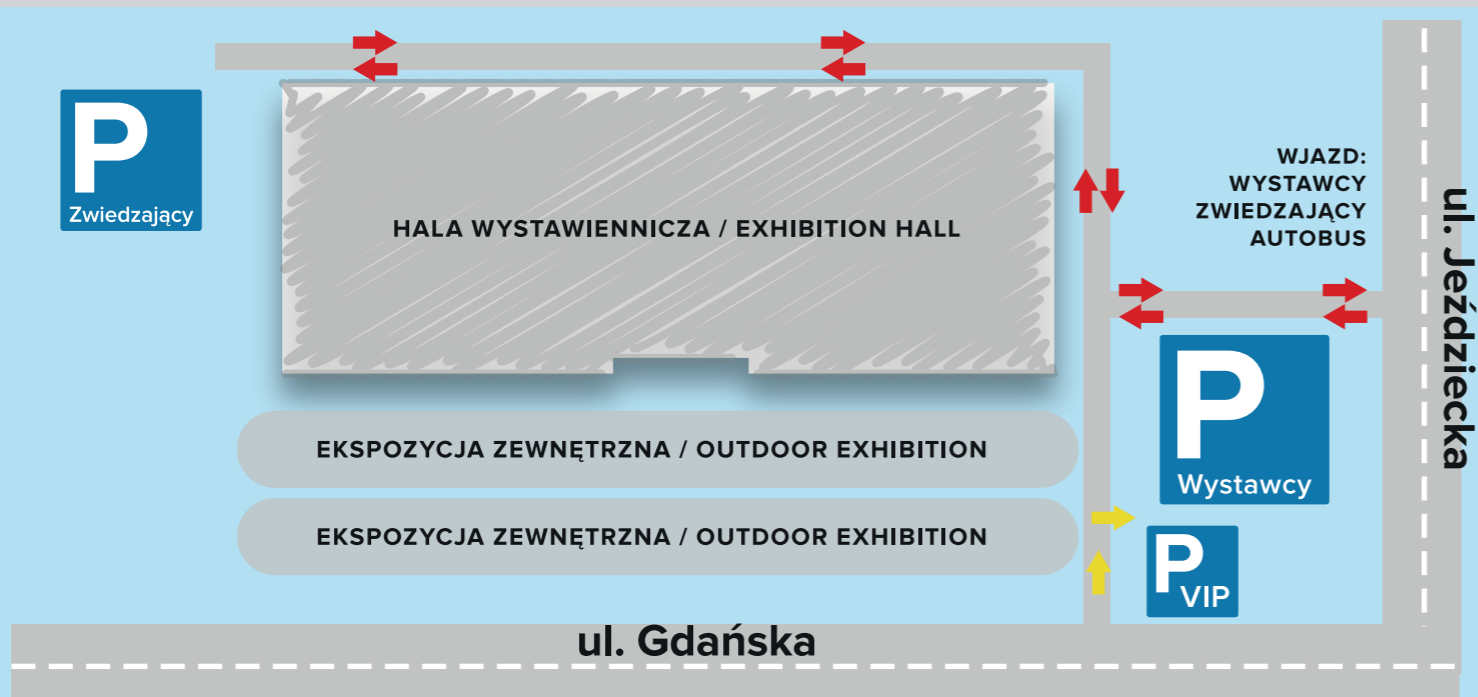 P
Zwiedzający
HALA WYSTAWIENNICZA / EXHIBITION HALL
WJAZD:
WYSTAWCY
ZWIEDZAJĄCY
AUTOBUS
ul. Jeździecka
P
Wystawcy
EKSPOZYCJA ZEWNĘTRZNA / OUTDOOR EXHIBITION
EKSPOZYCJA ZEWNĘTRZNA / OUTDOOR EXHIBITION
P
VIP
ul. Gdańska